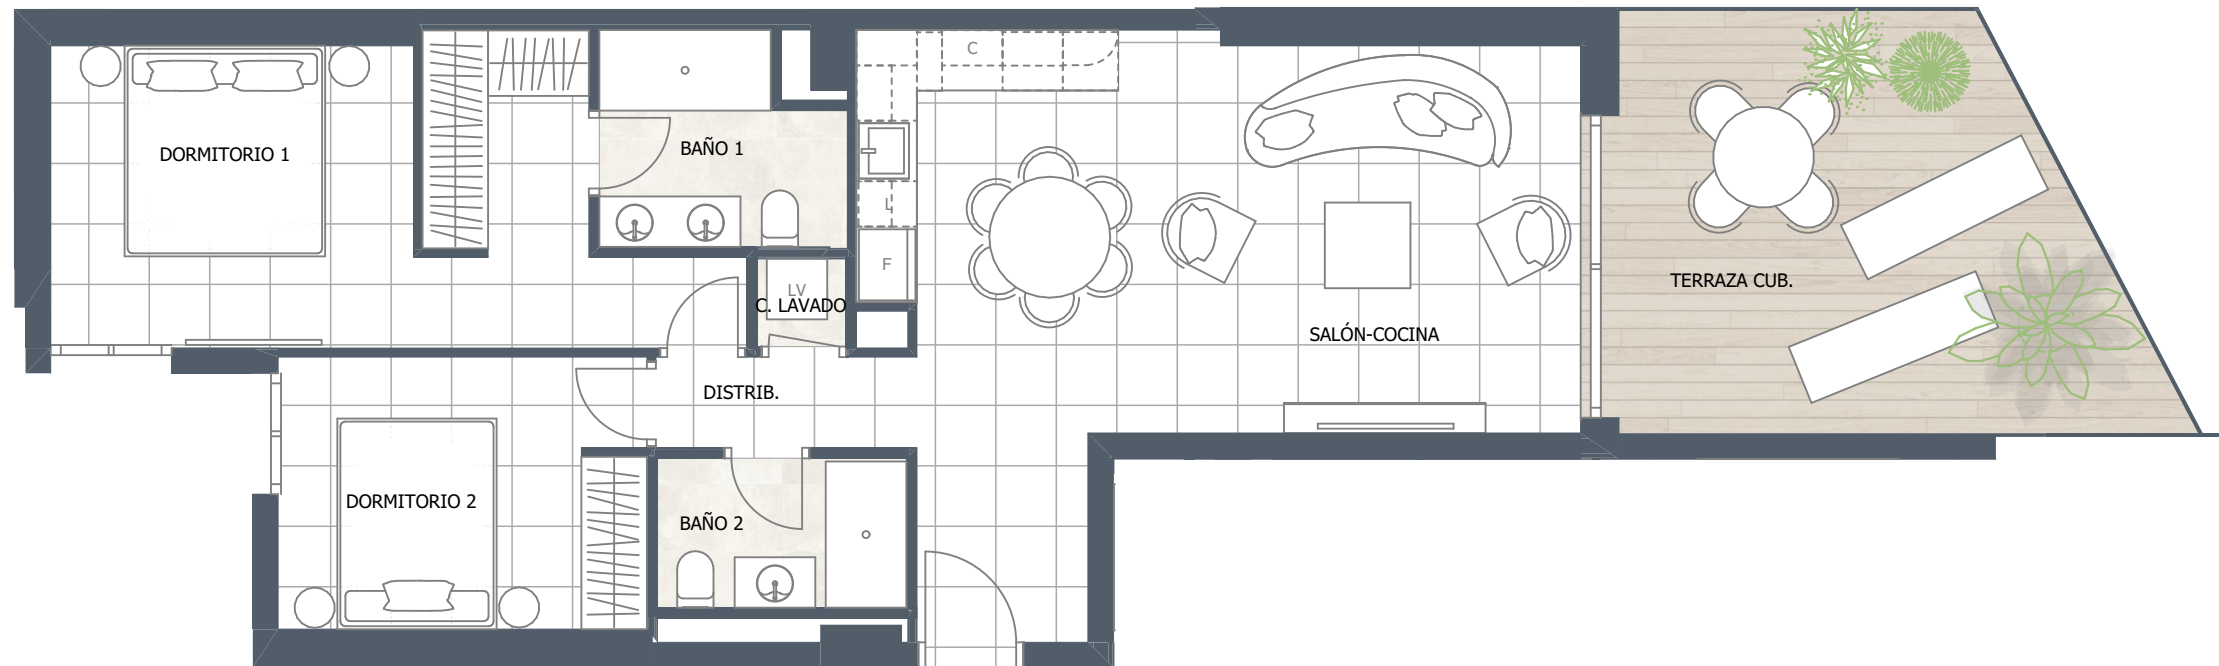 C
DORMITORIO 1
BAÑO 1
L
F
LV
C. LAVADO
TERRAZA CUB.
SALÓN-COCINA
DISTRIB.
DORMITORIO 2
BAÑO 2